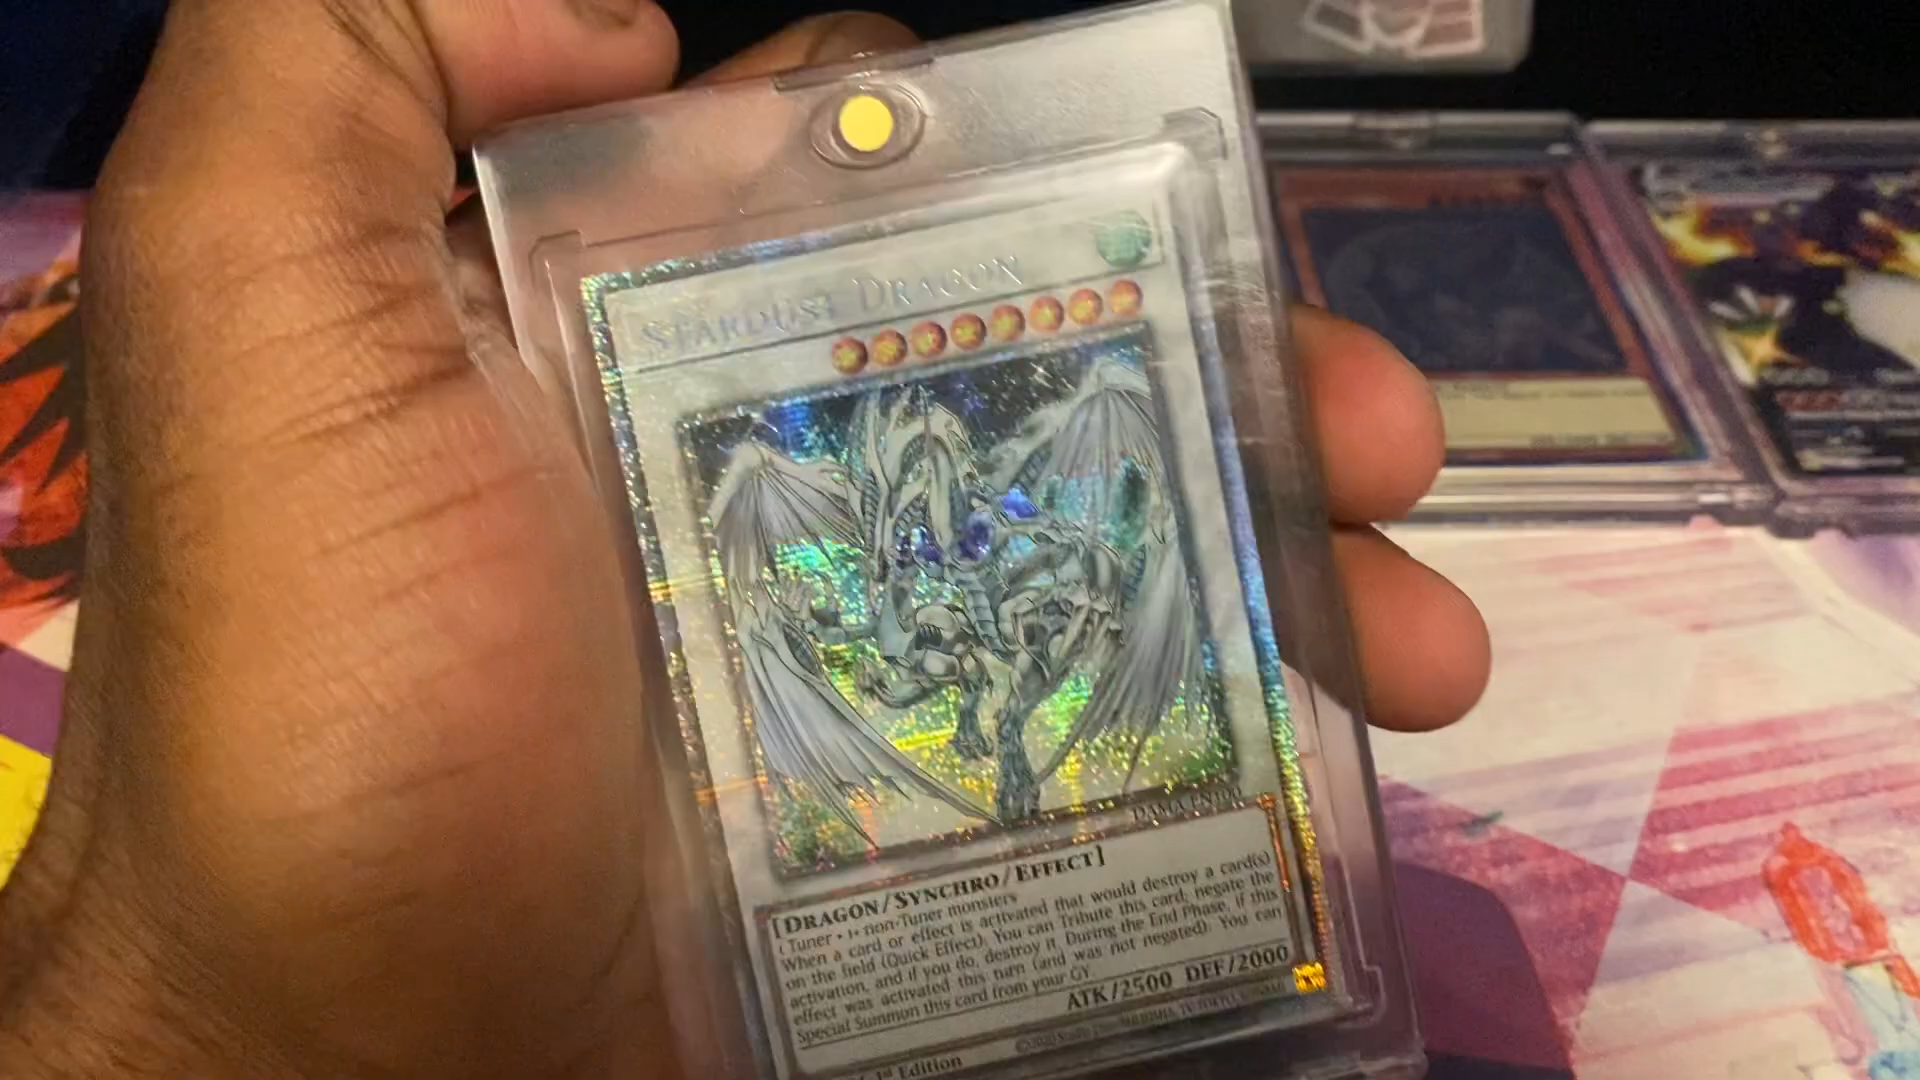 STARDUST DRAGON
DAMA-EN100
[DRAGON/SYNCHRO/EFFECT]
1 Tuner + 1+ non-Tuner monsters
When a card or effect is activated that would destroy a card(s)
on the field (Quick Effect): You can Tribute this card; negate the
activation, and if you do, destroy it. During the End Phase, if this
effect was activated this turn (and was not negated): You can
Special Summon this card from your GY.
ATK/2500 DEF/2000
1st Edition
©2020 Studio Dice